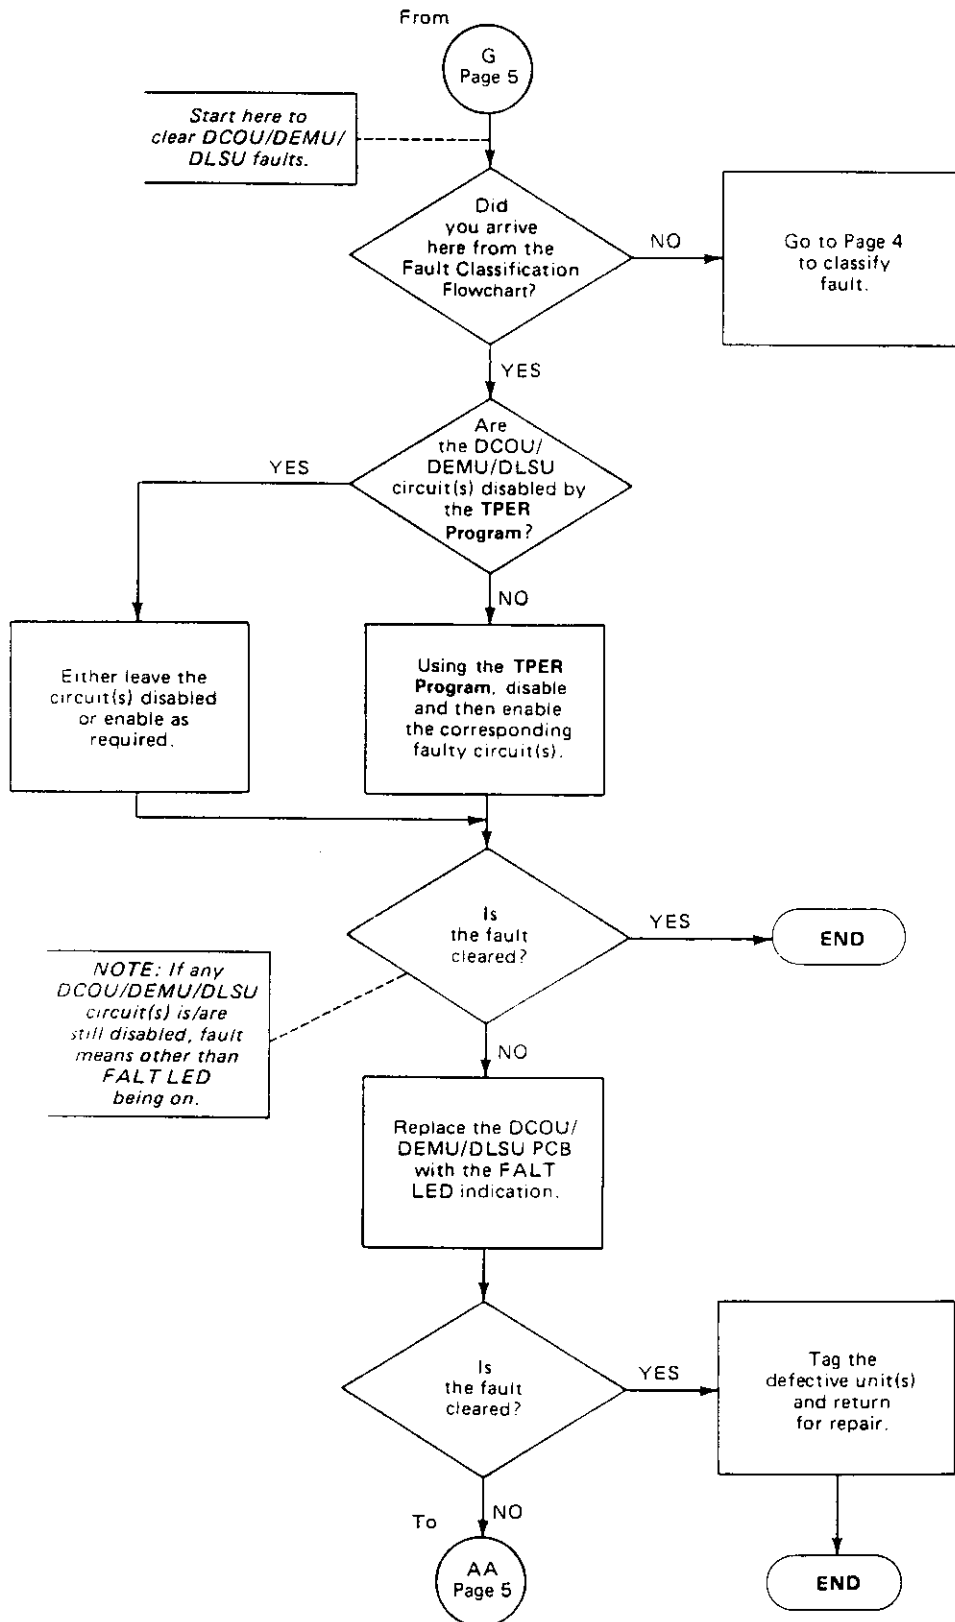 From
G
Page 5
Start here to
clear DCOU/DEMU/
DLSU faults.
Did
you arrive
here from the
Fault Classification
Flowchart?
NO
Go to Page 4
to classify
fault.
YES
Are
the DCOU/
DEMU/DLSU
circuit(s) disabled by
the TPER
Program?
YES
NO
Either leave the
circuit(s) disabled
or enable as
required.
Using the TPER
Program, disable
and then enable
the corresponding
faulty circuit(s).
Is
the fault
cleared?
YES
END
NOTE: If any
DCOU/DEMU/DLSU
circuit(s) is/are
still disabled, fault
means other than
FALT LED
being on.
NO
Replace the DCOU/
DEMU/DLSU PCB
with the FALT
LED indication.
Is
the fault
cleared?
YES
Tag the
defective unit(s)
and return
for repair.
NO
To
AA
Page 5
END